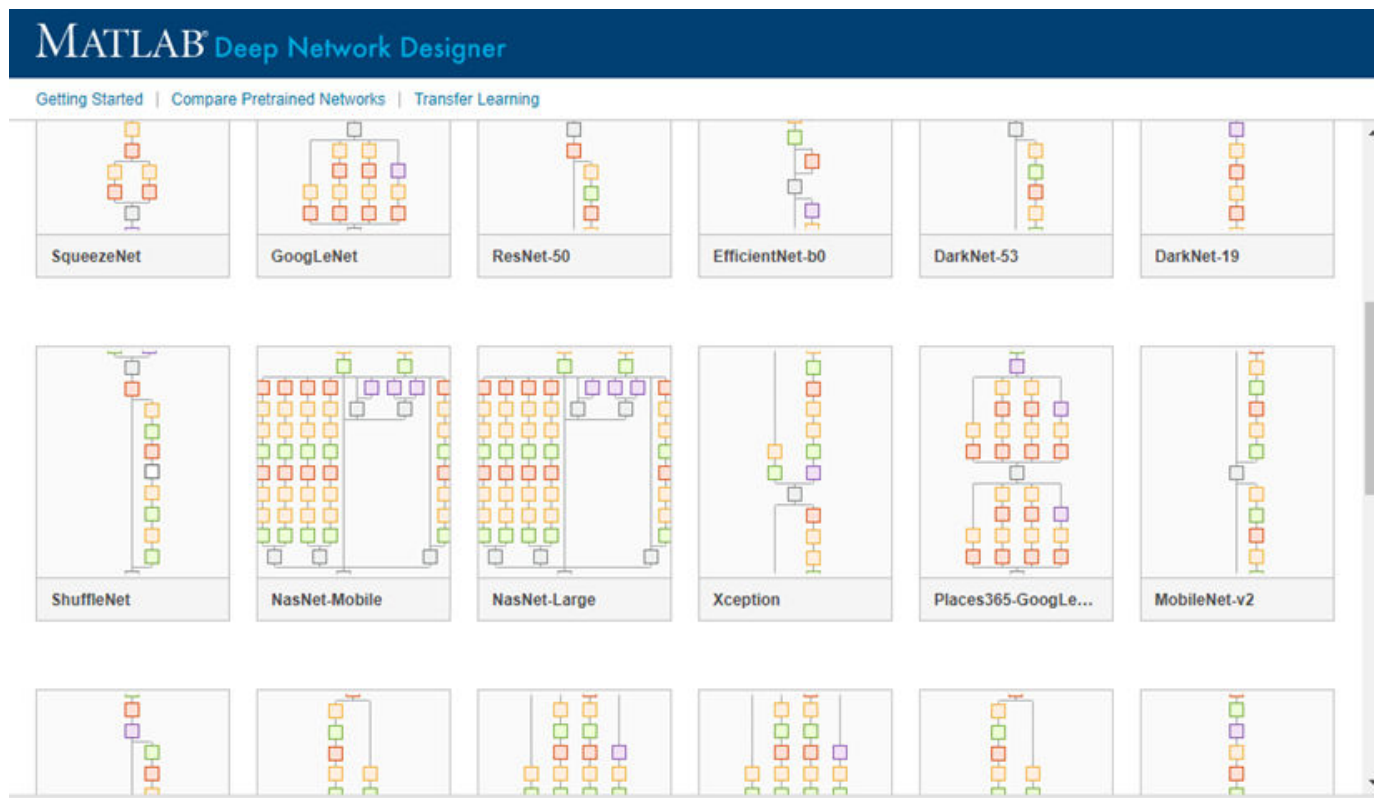 MATLAB® Deep Network Designer
Getting Started | Compare Pretrained Networks | Transfer Learning
SqueezeNet
GoogLeNet
ResNet-50
EfficientNet-b0
DarkNet-53
DarkNet-19
ShuffleNet
NasNet-Mobile
NasNet-Large
Xception
Places365-GoogLe...
MobileNet-v2